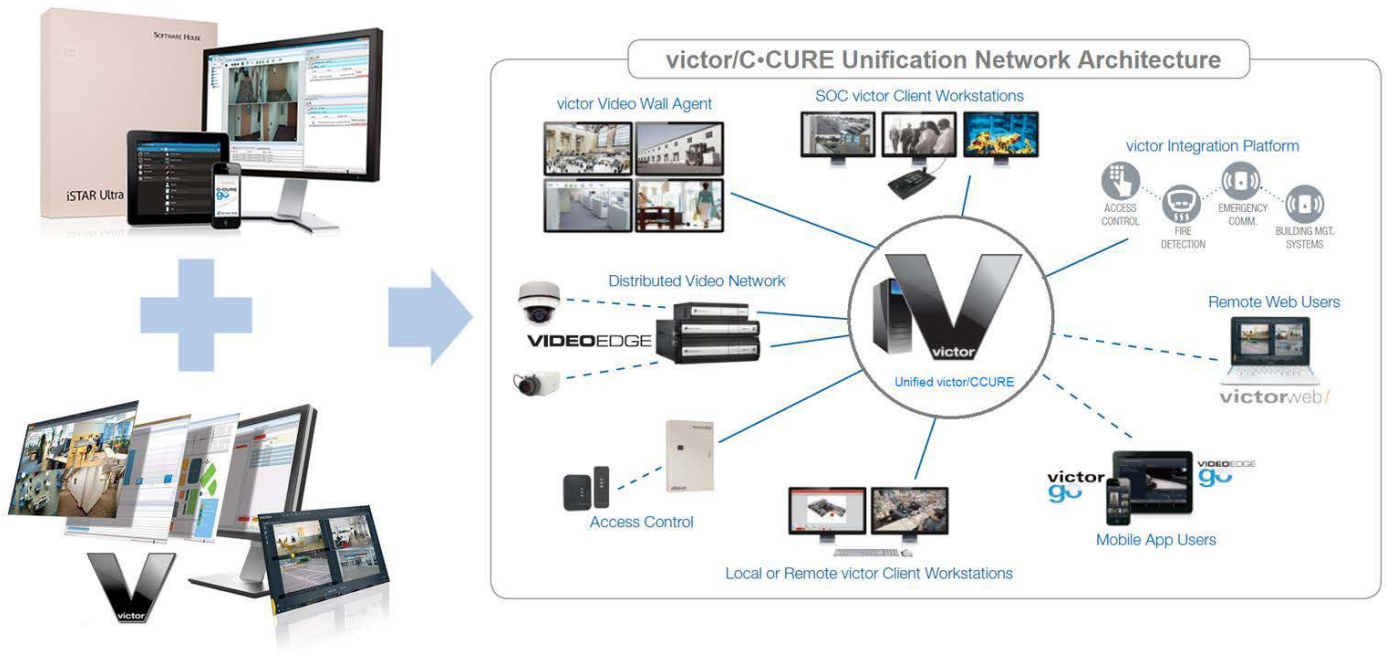 SOFTWARE HOUSE
iSTAR Ultra
C•CURE
go
victor
victor/C•CURE Unification Network Architecture
victor Video Wall Agent
SOC victor Client Workstations
victor Integration Platform
ACCESS
CONTROL
FIRE
DETECTION
EMERGENCY
COMM.
BUILDING MGT.
SYSTEMS
Distributed Video Network
VIDEOEDGE
victor
Unified victor/CCURE
Remote Web Users
victorweb/
Access Control
victor
go
VIDEOEDGE
go
Mobile App Users
Local or Remote victor Client Workstations